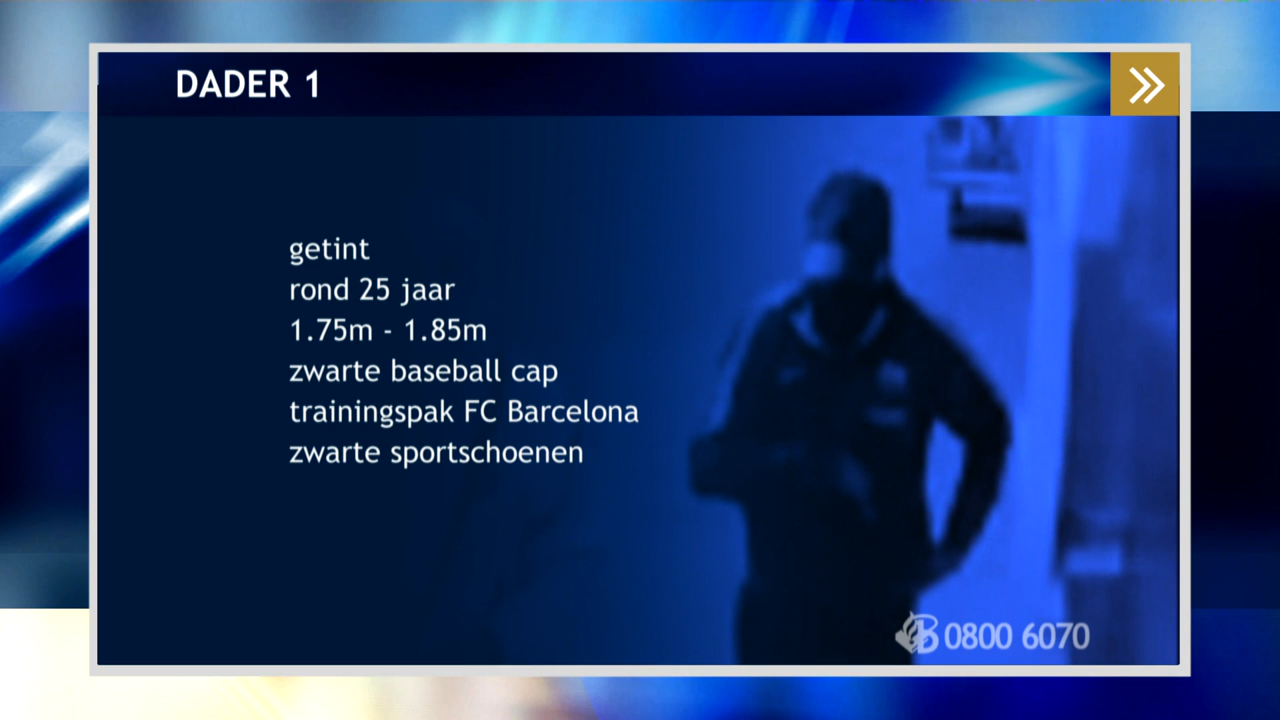 DADER 1
getint
rond 25 jaar
1.75m - 1.85m
zwarte baseball cap
trainingspak FC Barcelona
zwarte sportschoenen
0800 6070